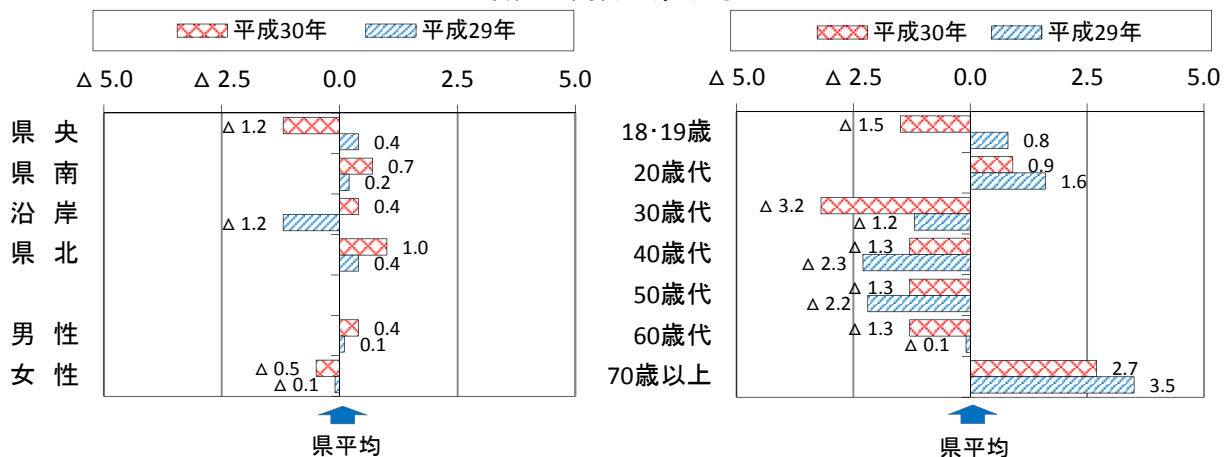 平成30年 平成29年
△ 5.0 △ 2.5 0.0 2.5 5.0
県 央 △ 1.2 0.4
県 南 0.7 0.2
沿 岸 0.4 △ 1.2
県 北 1.0 0.4
男 性 0.4 0.1
女 性 △ 0.5 △ 0.1
県平均
平成30年 平成29年
△ 5.0 △ 2.5 0.0 2.5 5.0
18･19歳 △ 1.5 0.8
20歳代 0.9 1.6
30歳代 △ 3.2 △ 1.2
40歳代 △ 1.3 △ 2.3
50歳代 △ 1.3 △ 2.2
60歳代 △ 1.3 △ 0.1
70歳以上 2.7 3.5
県平均